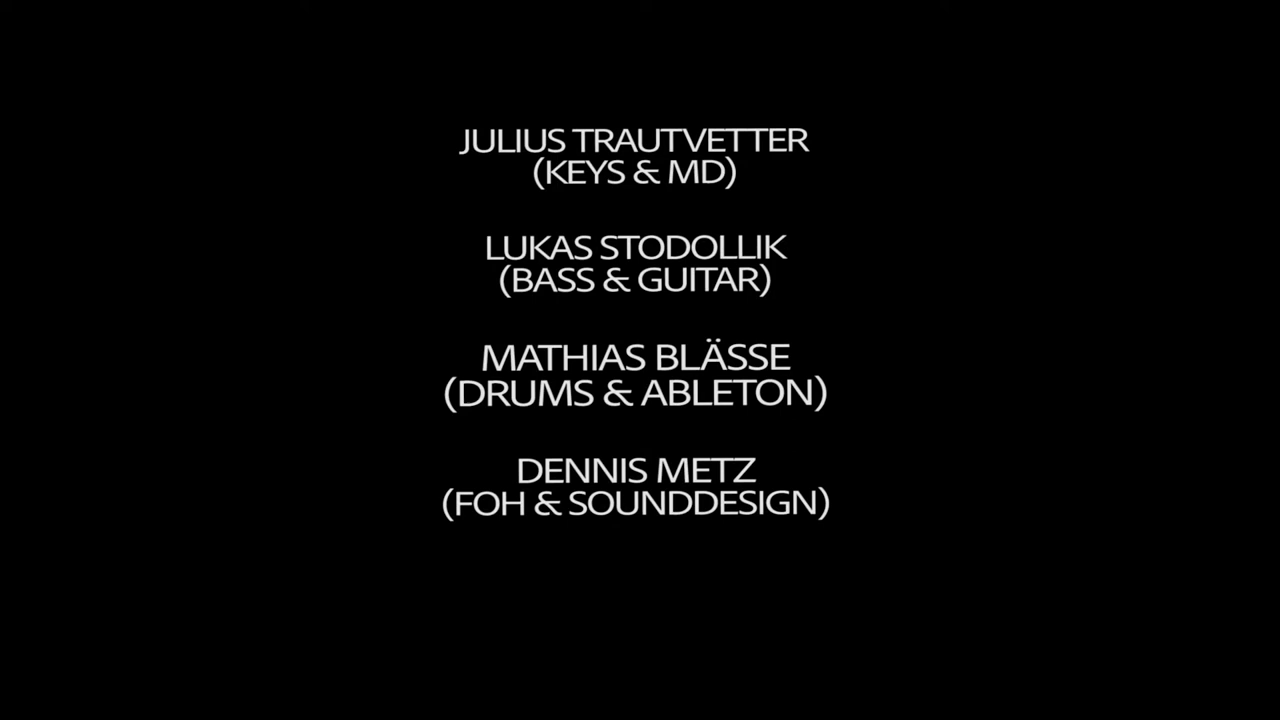 JULIUS TRAUTVETTER
(KEYS & MD)
LUKAS STODOLLIK
(BASS & GUITAR)
MATHIAS BLÄSSE
(DRUMS & ABLETON)
DENNIS METZ
(FOH & SOUNDDESIGN)